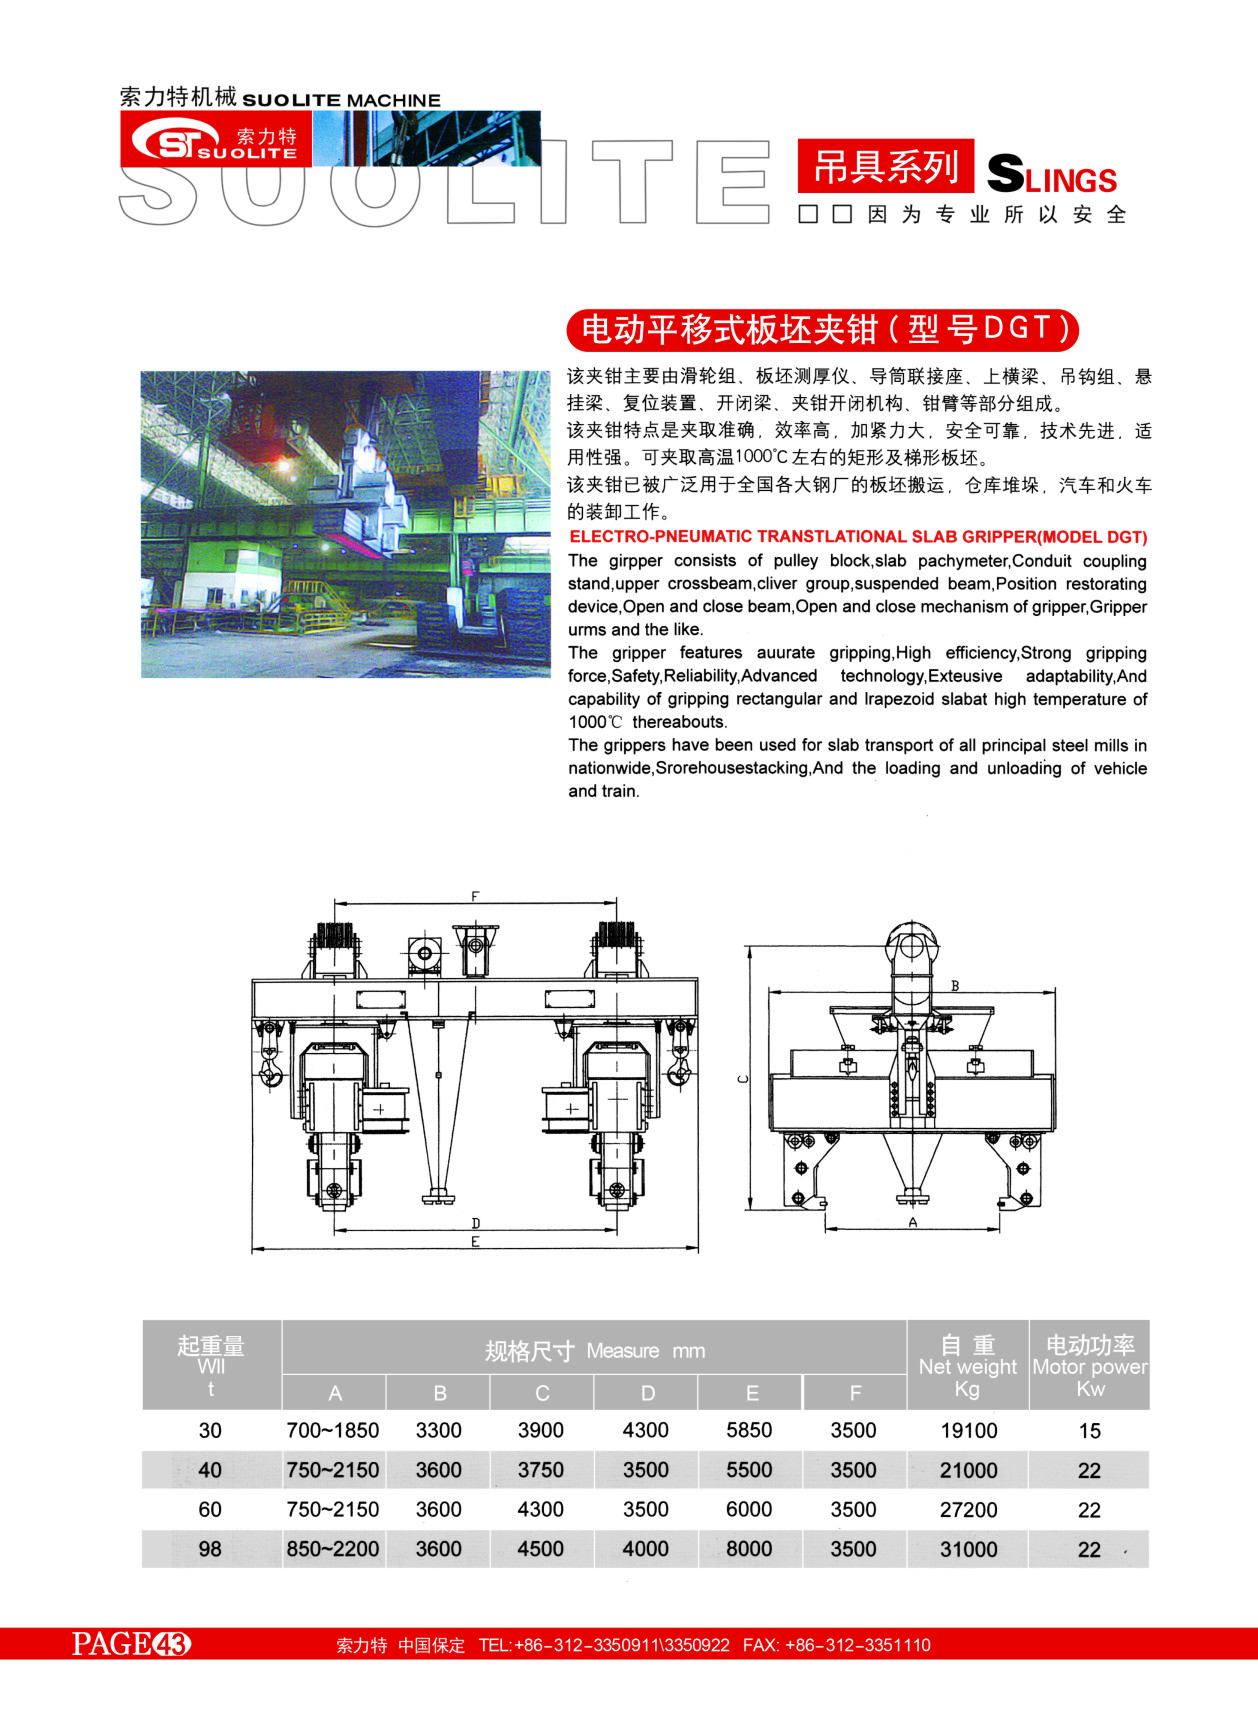 索力特机械 SUOLITE MACHINE
ST 索力特
SUOLITE
SUOLITE
吊具系列 SLINGS
□□因为专业所以安全
电动平移式板坯夹钳(型号DGT)
该夹钳主要由滑轮组、板坯测厚仪、导筒联接座、上横梁、吊钩组、悬
挂梁、复位装置、开闭梁、夹钳开闭机构、钳臂等部分组成。
该夹钳特点是夹取准确，效率高，加紧力大，安全可靠，技术先进，适
用性强。可夹取高温1000℃左右的矩形及梯形板坯。
该夹钳已被广泛用于全国各大钢厂的板坯搬运，仓库堆垛，汽车和火车
的装卸工作。
ELECTRO-PNEUMATIC TRANSTLATIONAL SLAB GRIPPER(MODEL DGT)
The girpper consists of pulley block,slab pachymeter,Conduit coupling
stand,upper crossbeam,cliver group,suspended beam,Position restorating
device,Open and close beam,Open and close mechanism of gripper,Gripper
urms and the like.
The gripper features auurate gripping,High efficiency,Strong gripping
force,Safety,Reliability,Advanced technology,Exteusive adaptability,And
capability of gripping rectangular and Irapezoid slabat high temperature of
1000℃ thereabouts.
The grippers have been used for slab transport of all principal steel mills in
nationwide,Srorehousestacking,And the loading and unloading of vehicle
and train.
F
D
E
B
C
A
起重量 规格尺寸 Measure mm 自重 电动功率
WII Net weight Motor power
t A B C D E F Kg Kw
30 700~1850 3300 3900 4300 5850 3500 19100 15
40 750~2150 3600 3750 3500 5500 3500 21000 22
60 750~2150 3600 4300 3500 6000 3500 27200 22
98 850~2200 3600 4500 4000 8000 3500 31000 22
PAGE43 索力特 中国保定 TEL:+86-312-3350911\3350922 FAX: +86-312-3351110